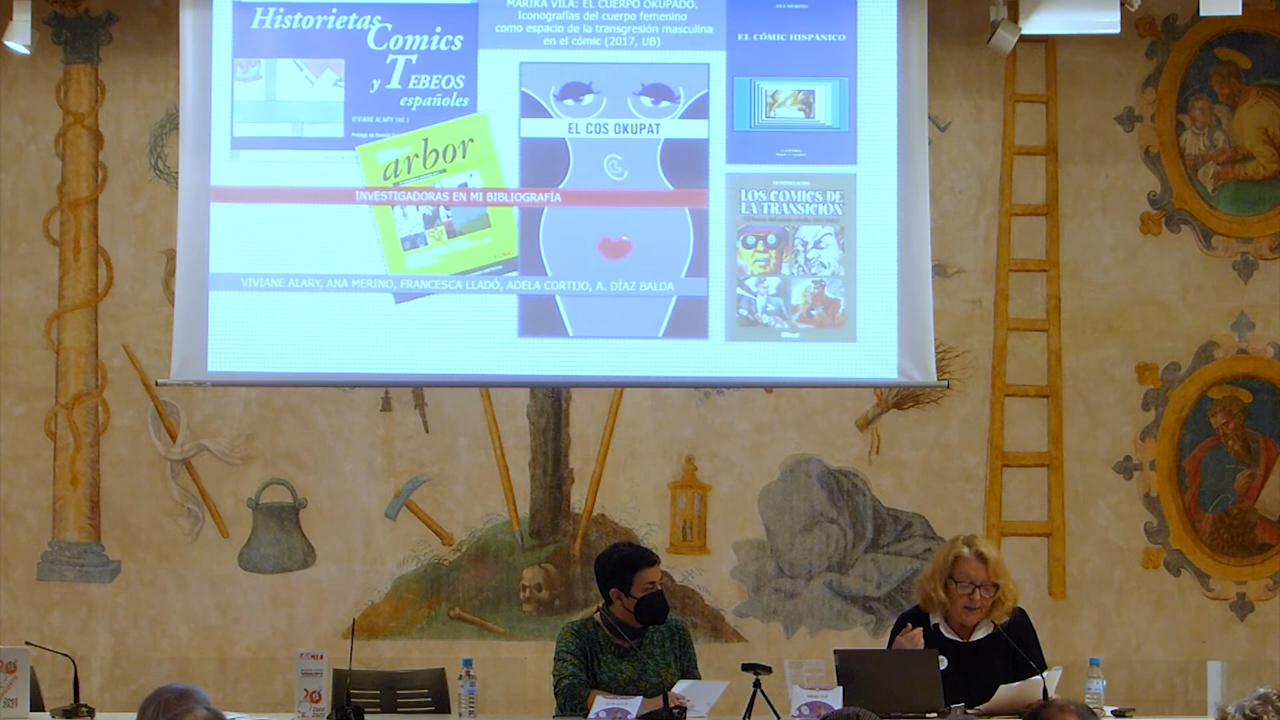 Historietas,
Comics
y TEBEOS
españoles
VIVIANE ALARY (ed.)
arbor
INVESTIGADORAS EN MI BIBLIOGRAFÍA
VIVIANE ALARY, ANA MERINO, FRANCESCA LLADÓ, ADELA CORTIJO, A. DÍAZ BALDA
MARIKA VILA: EL CUERPO OKUPADO.
Iconografías del cuerpo femenino
como espacio de la transgresión masculina
en el cómic (2017, UB)
EL COS OKUPAT
ANA MERINO
EL CÓMIC HISPÁNICO
LOS COMICS DE
LA TRANSICIÓN